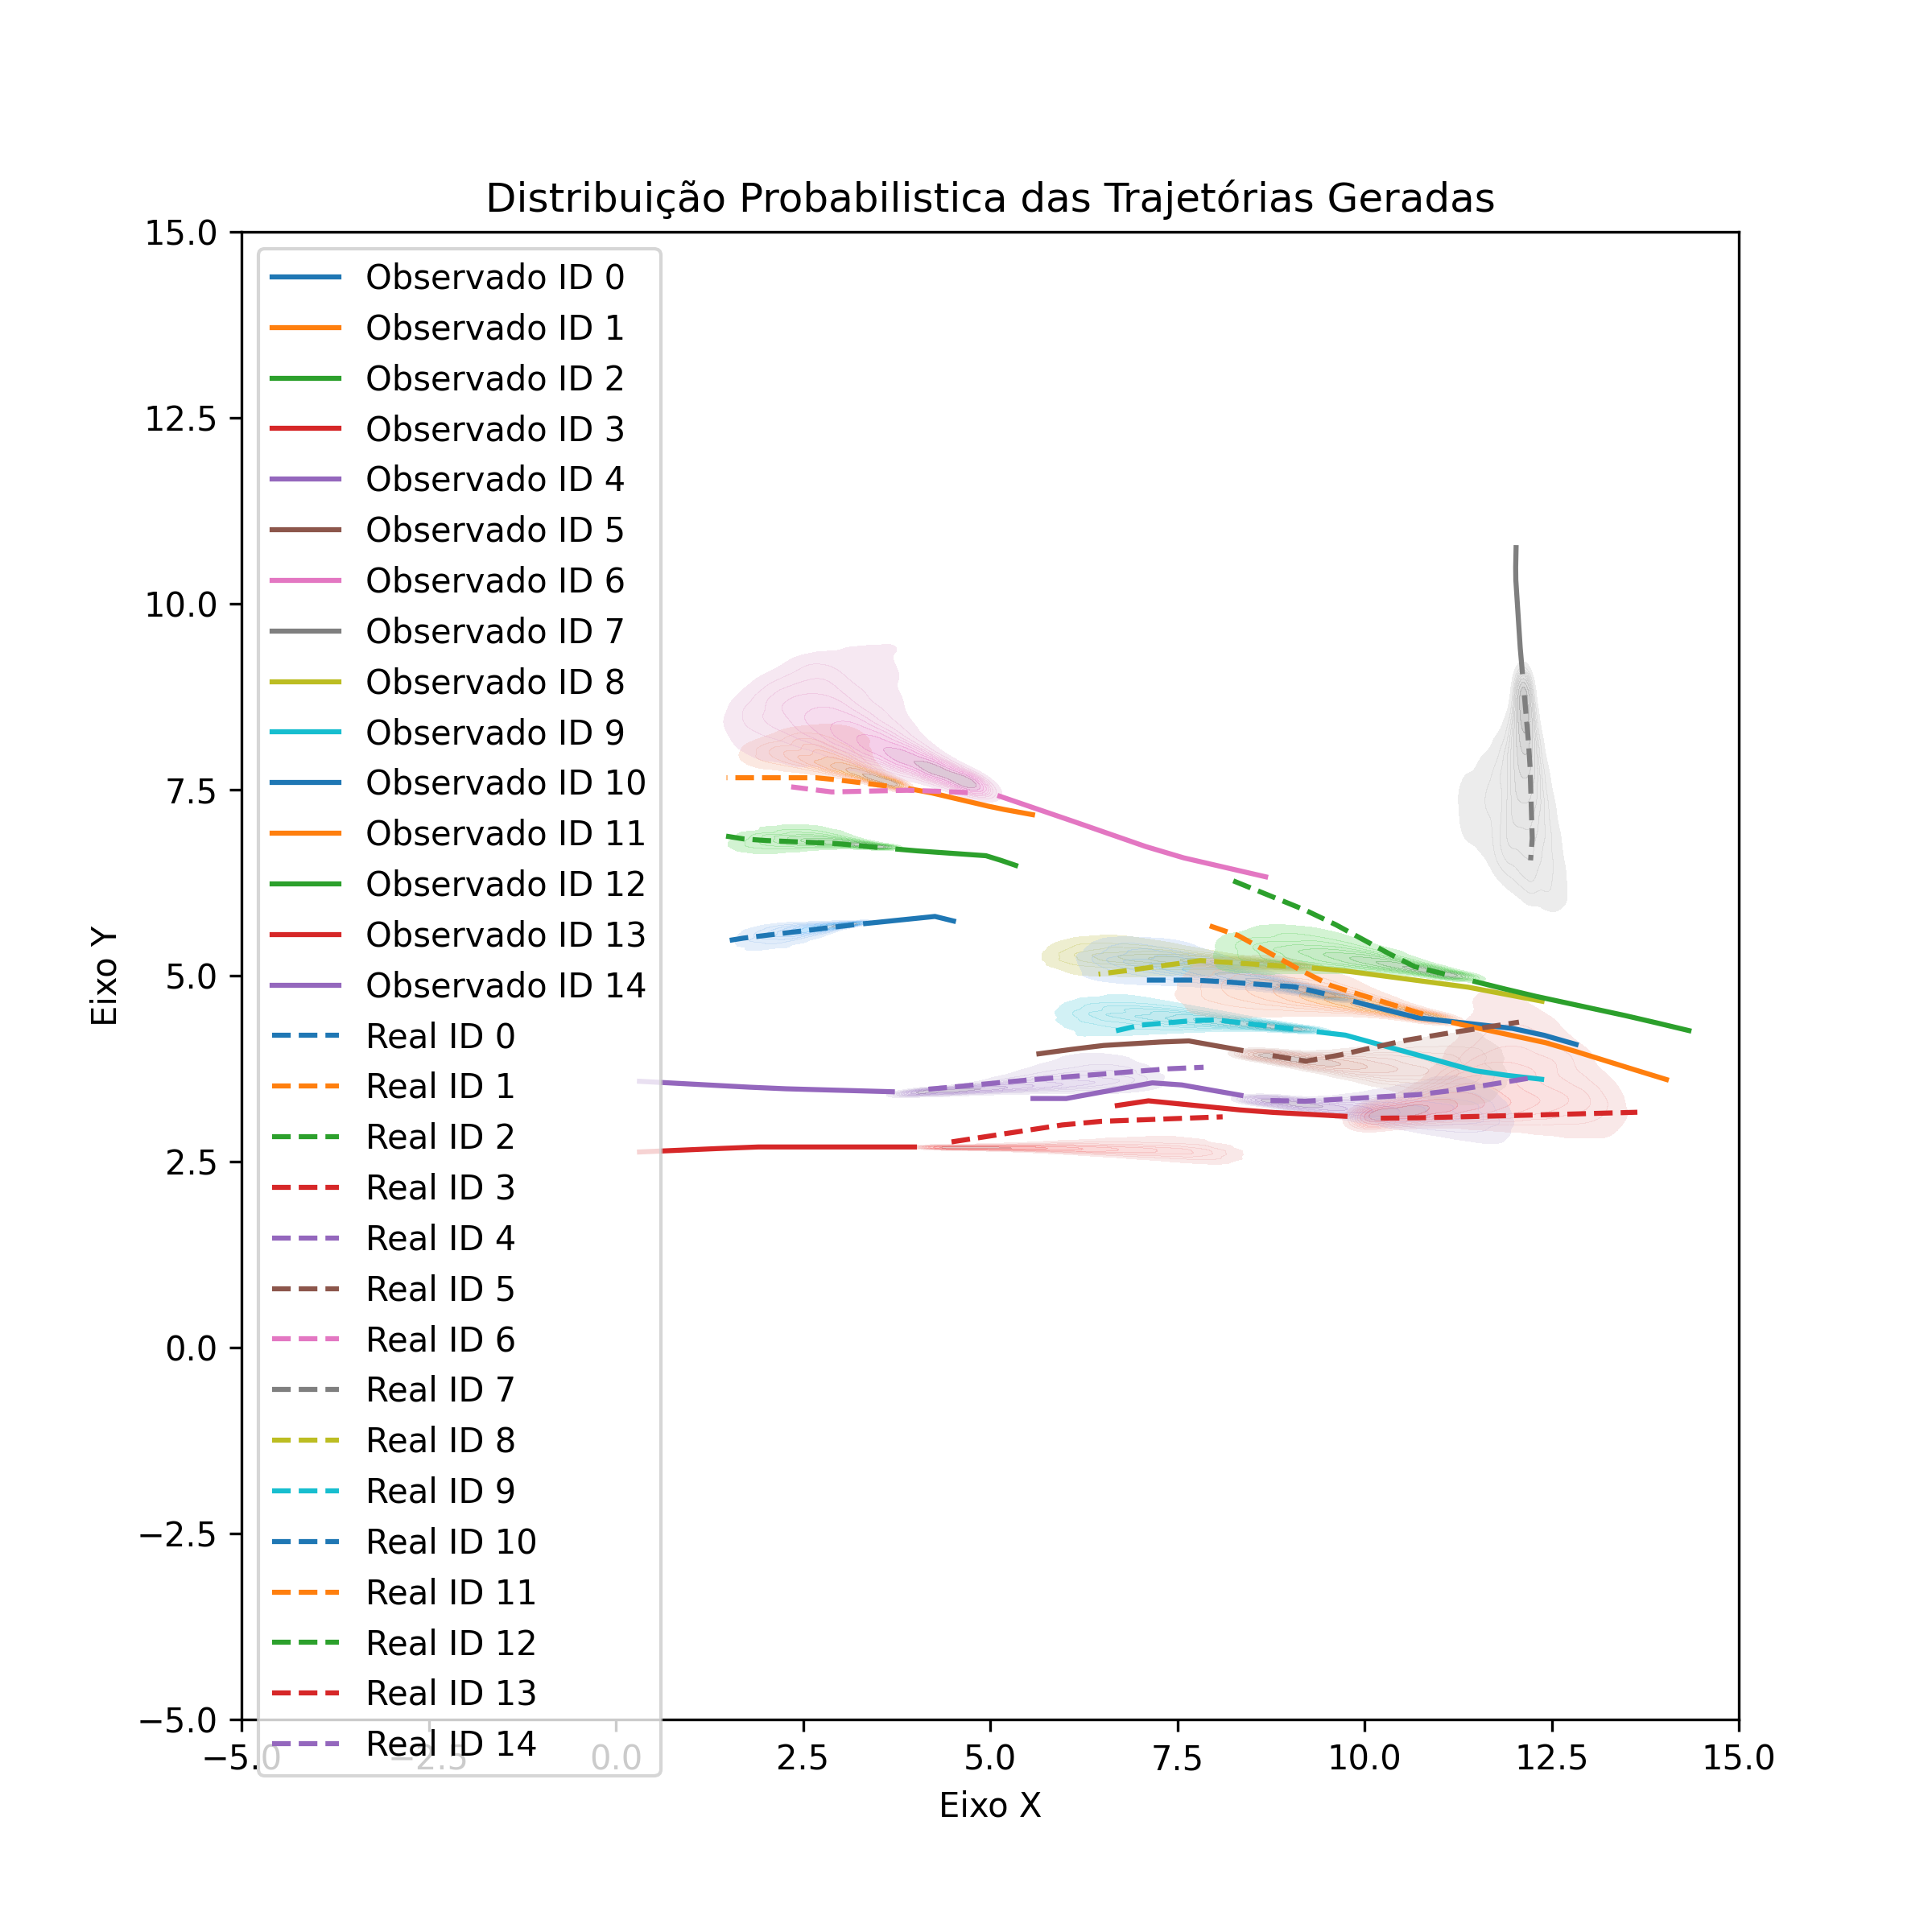 Distribuição Probabilistica das Trajetórias Geradas
15.0
12.5
10.0
7.5
5.0
2.5
0.0
−2.5
−5.0
Eixo Y
Observado ID 0
Observado ID 1
Observado ID 2
Observado ID 3
Observado ID 4
Observado ID 5
Observado ID 6
Observado ID 7
Observado ID 8
Observado ID 9
Observado ID 10
Observado ID 11
Observado ID 12
Observado ID 13
Observado ID 14
Real ID 0
Real ID 1
Real ID 2
Real ID 3
Real ID 4
Real ID 5
Real ID 6
Real ID 7
Real ID 8
Real ID 9
Real ID 10
Real ID 11
Real ID 12
Real ID 13
Real ID 14
−5.0 −2.5 0.0 2.5 5.0 7.5 10.0 12.5 15.0
Eixo X